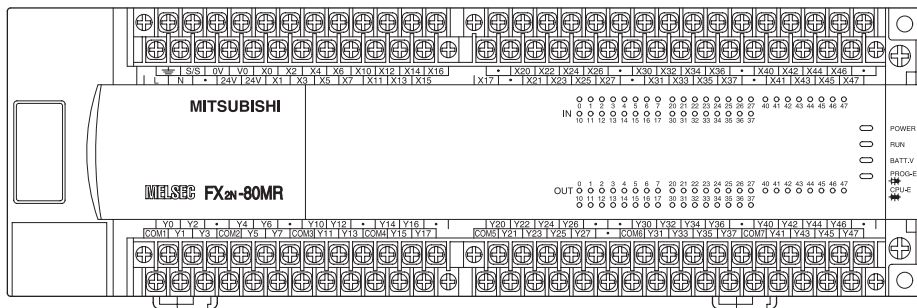 ⏚ | S/S | 0V | V0 | X0 | X2 | X4 | X6 | X10 | X12 | X14 | X16
L | N | • | 24V | 24V | X1 | X3 | X5 | X7 | X11 | X13 | X15
• | X20 | X22 | X24 | X26 | • | X30 | X32 | X34 | X36 | • | X40 | X42 | X44 | X46 | •
X17 | • | X21 | X23 | X25 | X27 | • | X31 | X33 | X35 | X37 | • | X41 | X43 | X45 | X47
MITSUBISHI
0 1 2 3 4 5 6 7 20 21 22 23 24 25 26 27 40 41 42 43 44 45 46 47
IN
10 11 12 13 14 15 16 17 30 31 32 33 34 35 36 37
POWER
RUN
BATT.V
PROG-E
CPU-E
MELSEC FX2N-80MR
0 1 2 3 4 5 6 7 20 21 22 23 24 25 26 27 40 41 42 43 44 45 46 47
OUT
10 11 12 13 14 15 16 17 30 31 32 33 34 35 36 37
Y0 | Y2 | • | Y4 | Y6 | • | Y10 | Y12 | • | Y14 | Y16 | •
COM1 | Y1 | Y3 | COM2 | Y5 | Y7 | COM3 | Y11 | Y13 | COM4 | Y15 | Y17
Y20 | Y22 | Y24 | Y26 | • | Y30 | Y32 | Y34 | Y36 | • | Y40 | Y42 | Y44 | Y46 | •
COM5 | Y21 | Y23 | Y25 | Y27 | • | COM6 | Y31 | Y33 | Y35 | Y37 | COM7 | Y41 | Y43 | Y45 | Y47